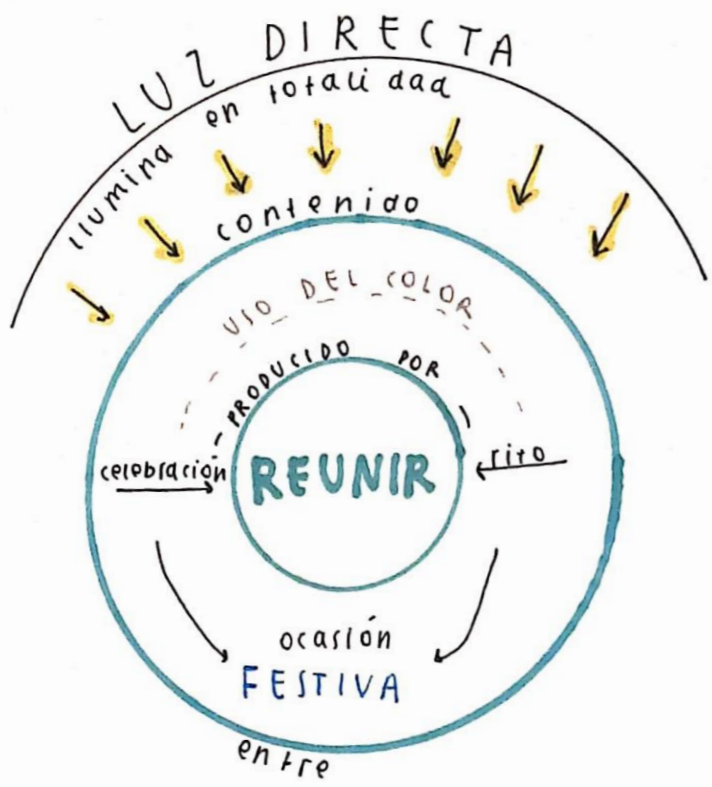 LUZ DIRECTA
ilumina en totalidad
contenido
USO DEL COLOR
PRODUCIDO POR
celebración
REUNIR
rito
ocasión
FESTIVA
entre